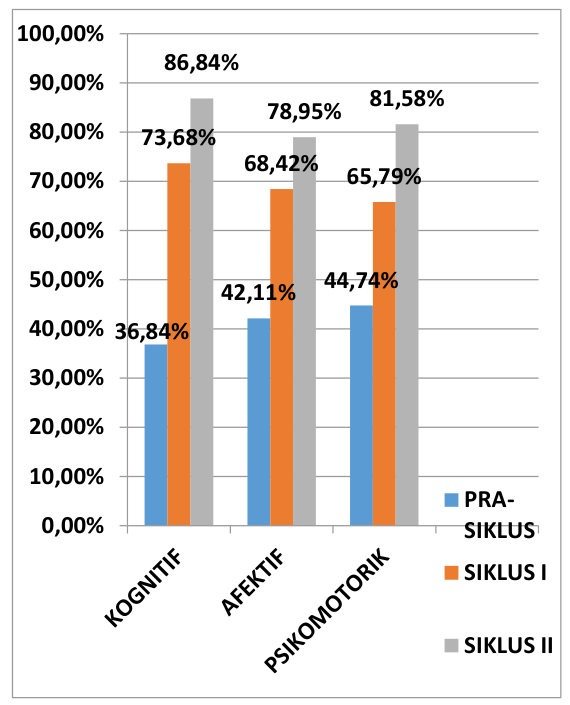 100,00%
90,00%
80,00%
70,00%
60,00%
50,00%
40,00%
30,00%
20,00%
10,00%
0,00%
86,84%
73,68%
36,84%
78,95%
68,42%
42,11%
81,58%
65,79%
44,74%
KOGNITIF
AFEKTIF
PSIKOMOTORIK
PRA-
SIKLUS
SIKLUS I
SIKLUS II